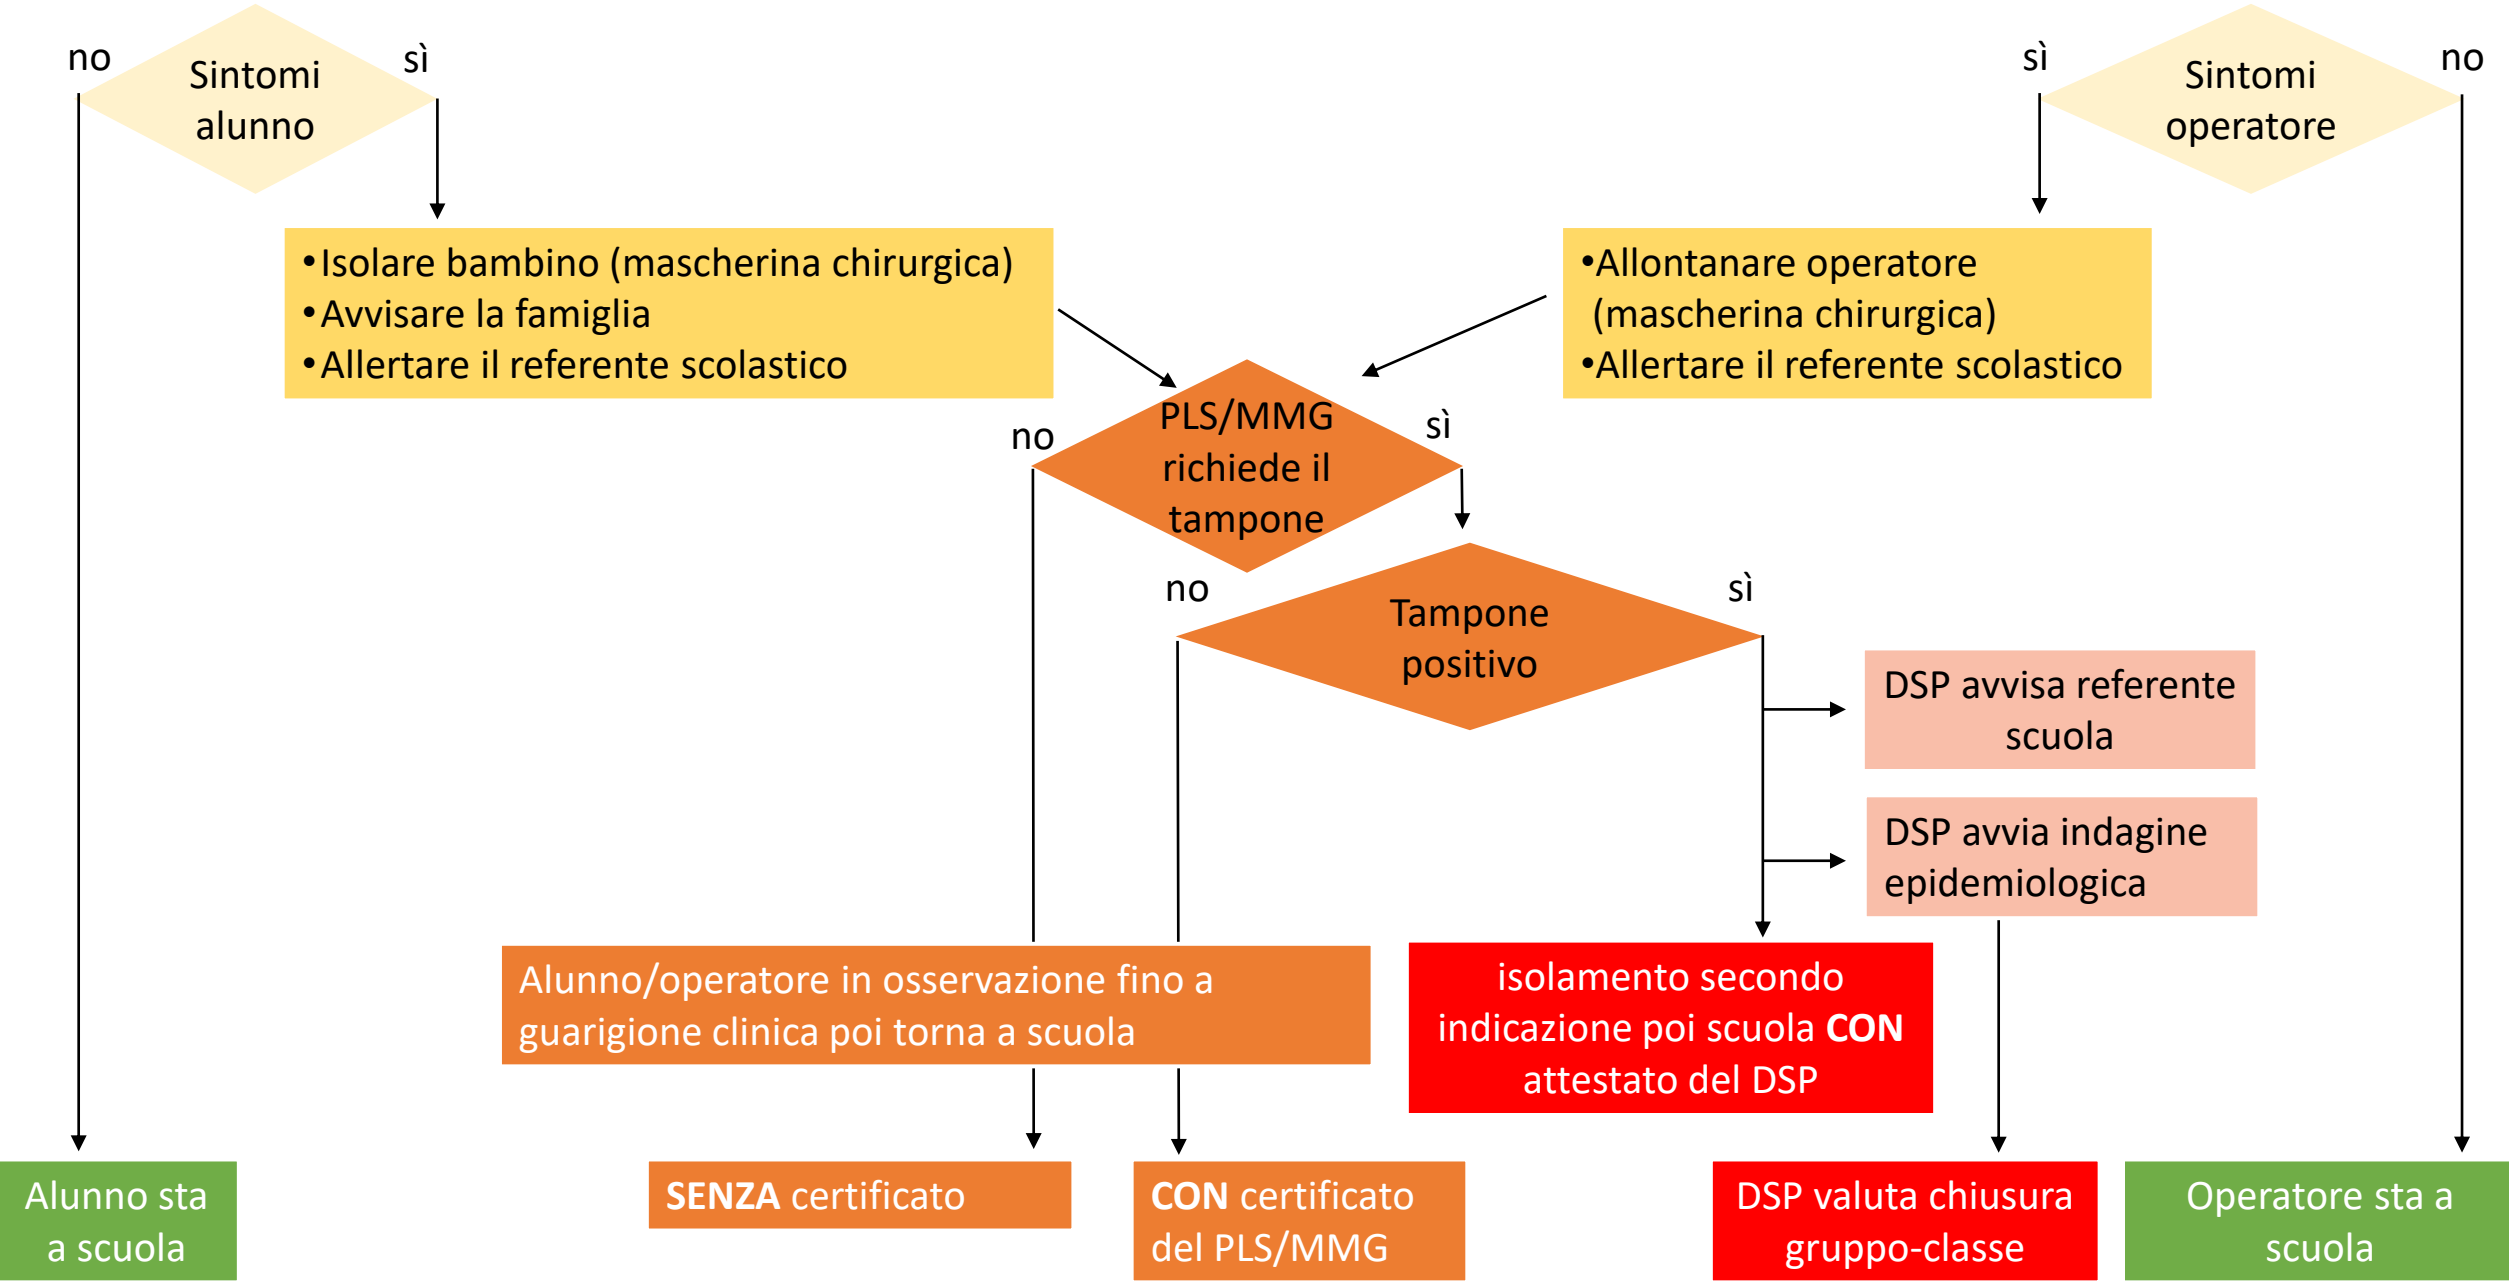 no
Sintomi
alunno
sì
sì
Sintomi
operatore
no
•Isolare bambino (mascherina chirurgica)
•Avvisare la famiglia
•Allertare il referente scolastico
•Allontanare operatore
(mascherina chirurgica)
•Allertare il referente scolastico
no
PLS/MMG
richiede il
tampone
sì
no
Tampone
positivo
sì
DSP avvisa referente
scuola
DSP avvia indagine
epidemiologica
Alunno/operatore in osservazione fino a
guarigione clinica poi torna a scuola
isolamento secondo
indicazione poi scuola CON
attestato del DSP
Alunno sta
a scuola
SENZA certificato
CON certificato
del PLS/MMG
DSP valuta chiusura
gruppo-classe
Operatore sta a
scuola